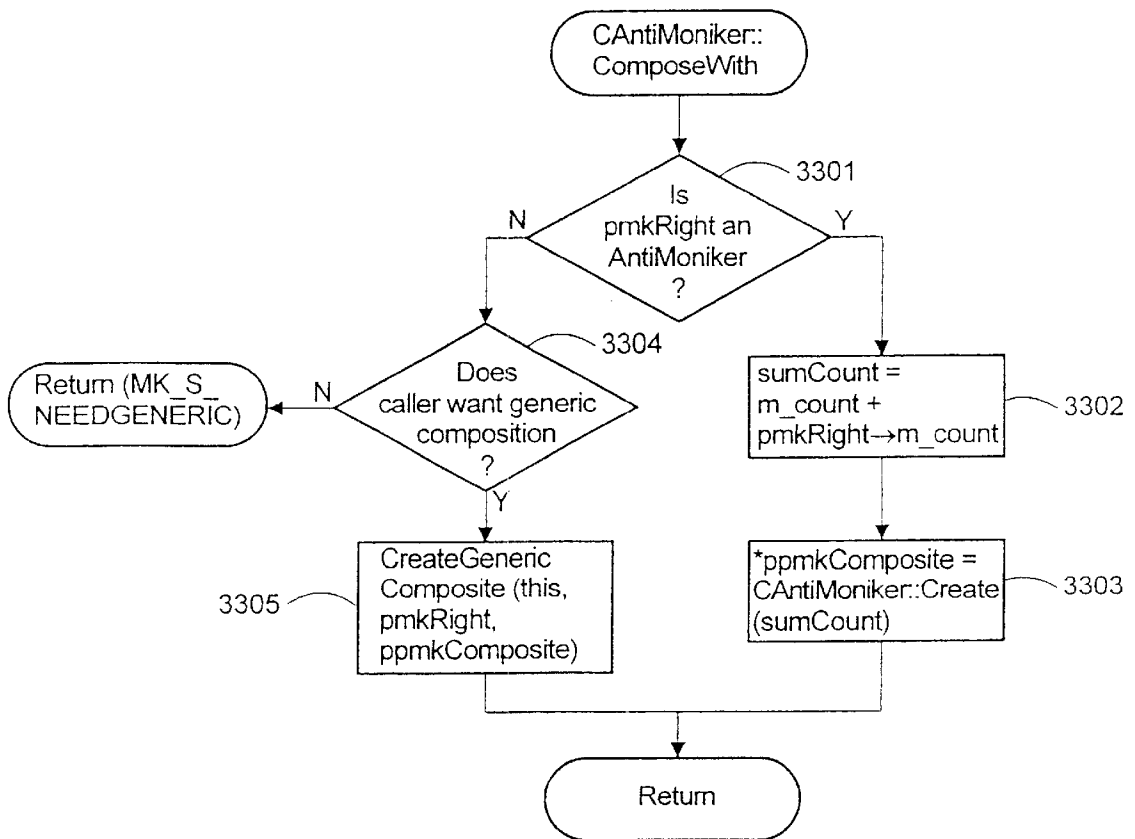 CAntiMoniker::
ComposeWith
3301
Is
pmkRight an
AntiMoniker
?
N
Y
3304
Does
caller want generic
composition
?
N
Y
Return (MK_S_
NEEDGENERIC)
sumCount =
m_count +
pmkRight→m_count
3302
CreateGeneric
Composite (this,
pmkRight,
ppmkComposite)
3305
*ppmkComposite =
CAntiMoniker::Create
(sumCount)
3303
Return